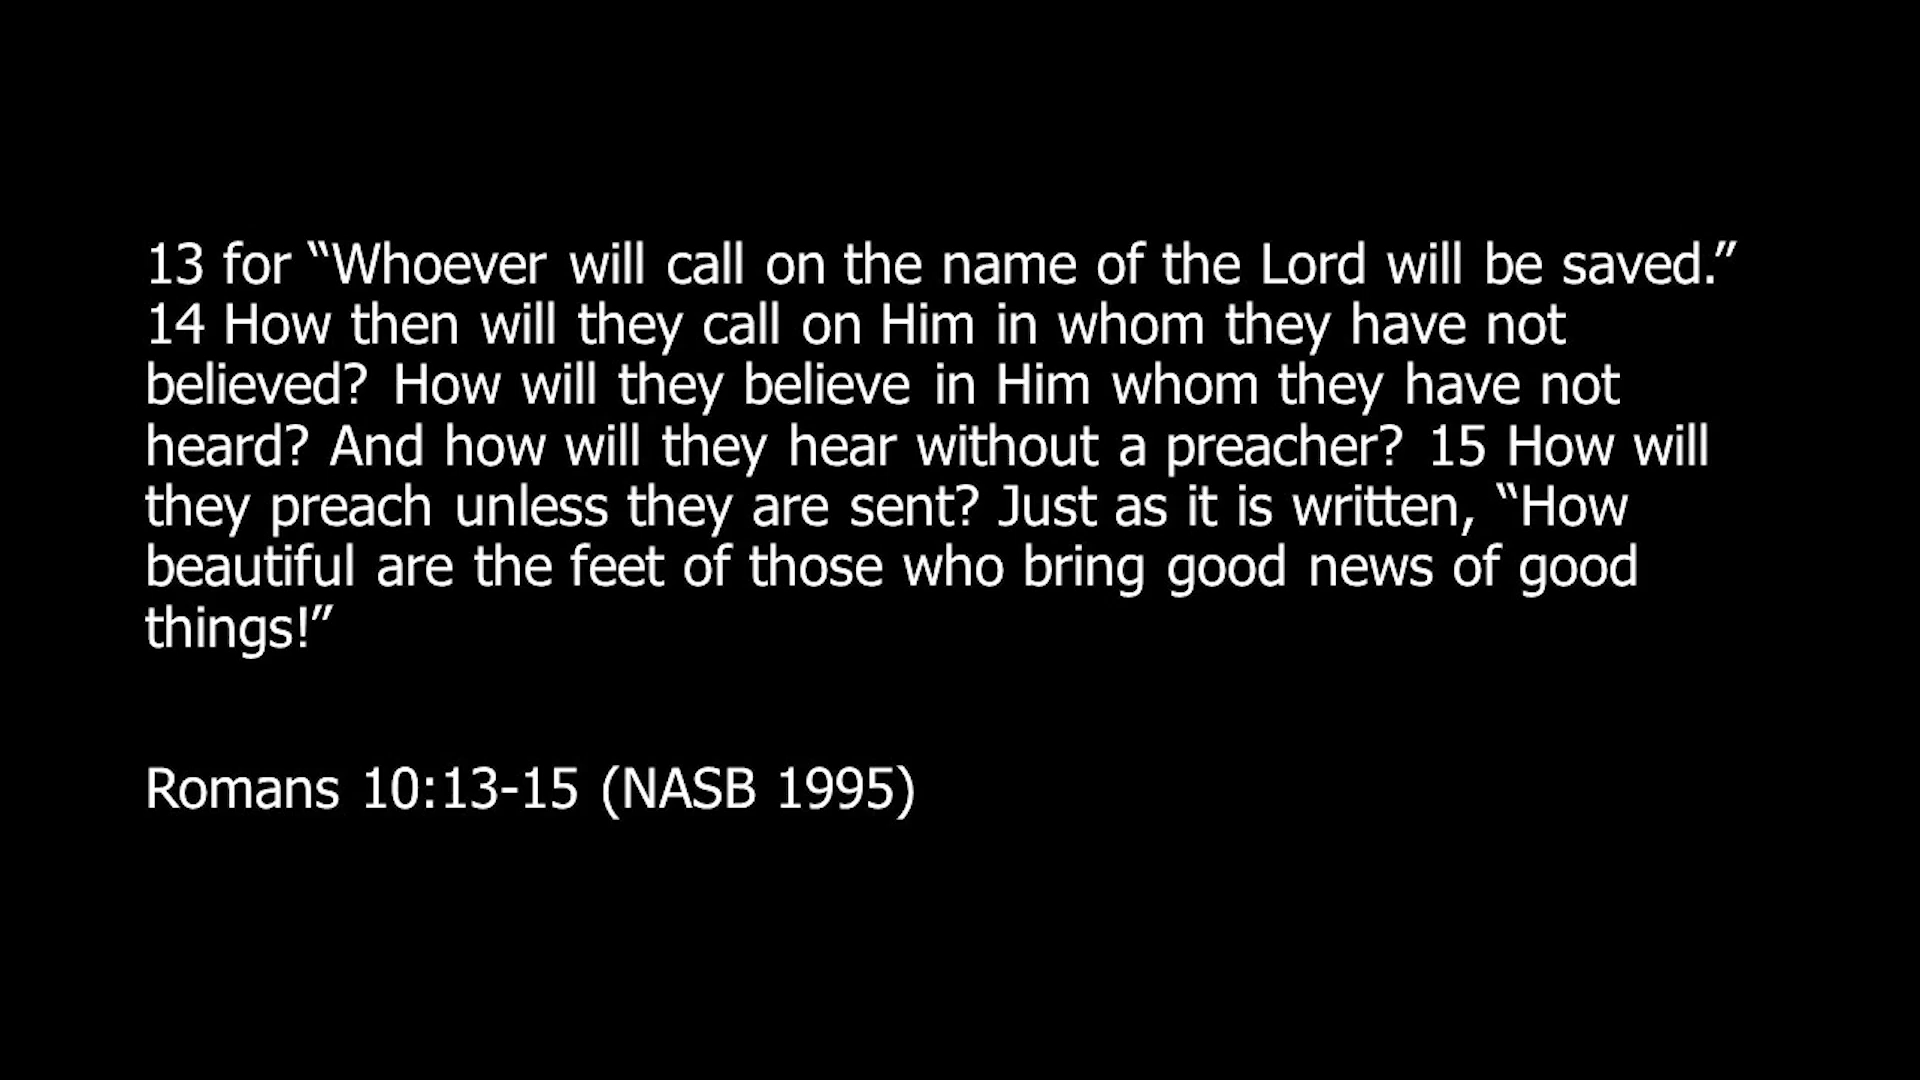 13 for “Whoever will call on the name of the Lord will be saved.”
14 How then will they call on Him in whom they have not
believed? How will they believe in Him whom they have not
heard? And how will they hear without a preacher? 15 How will
they preach unless they are sent? Just as it is written, “How
beautiful are the feet of those who bring good news of good
things!”
Romans 10:13-15 (NASB 1995)